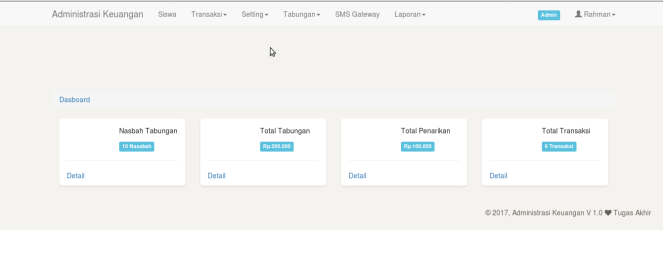 Administrasi Keuangan Siswa Transaksi Setting Tabungan SMS Gateway Laporan Admin Rahman
Dasboard
Nasbah Tabungan Total Tabungan Total Penarikan Total Transaksi
10 Nasabah Rp.300.000 Rp.100.000 6 Transaksi
Detail Detail Detail Detail
© 2017, Administrasi Keuangan V 1.0 ❤ Tugas Akhir